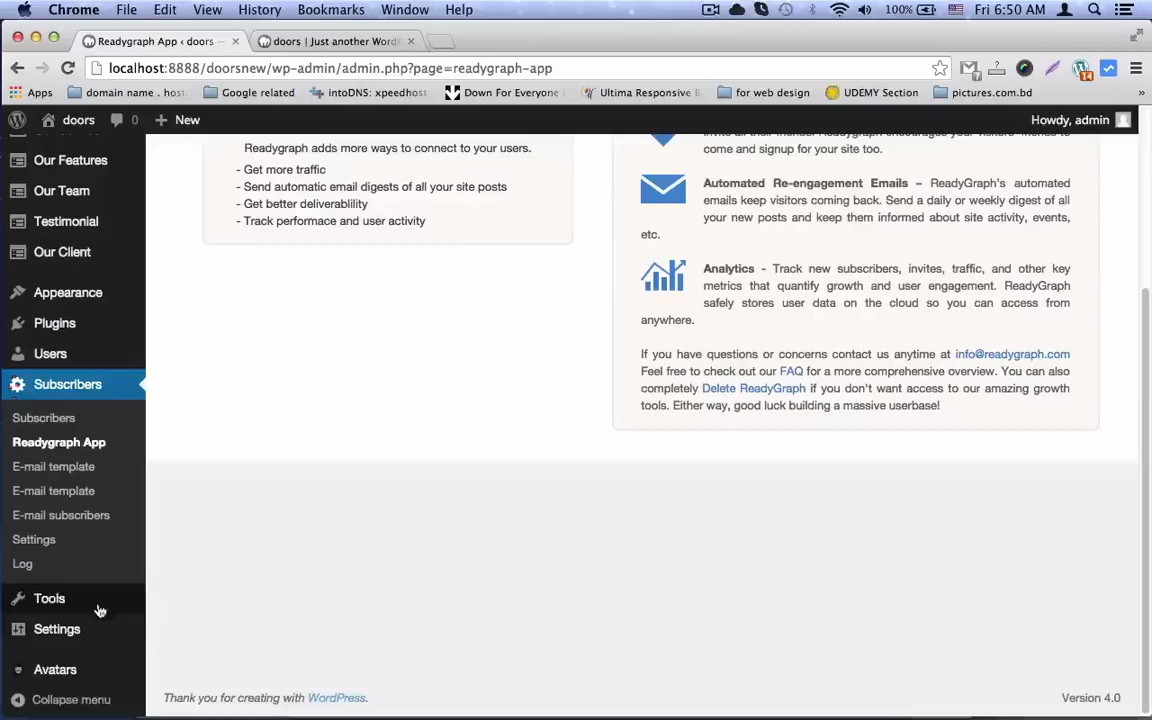 Chrome File Edit View History Bookmarks Window Help 100% Fri 6:50 AM
Readygraph App ‹ doors
doors | Just another Word
localhost:8888/doorsnew/wp-admin/admin.php?page=readygraph-app
Apps domain name . host Google related intoDNS: xpeedhost Down For Everyone Ultima Responsive for web design UDEMY Section pictures.com.bd »
doors 0 + New Howdy, admin
Our Features
Our Team
Testimonial
Our Client
Appearance
Plugins
Users
Subscribers
Subscribers
Readygraph App
E-mail template
E-mail template
E-mail subscribers
Settings
Log
Tools
Settings
Avatars
Collapse menu
Readygraph adds more ways to connect to your users.
- Get more traffic
- Send automatic email digests of all your site posts
- Get better deliverablility
- Track performace and user activity
come and signup for your site too.
Automated Re-engagement Emails – ReadyGraph's automated
emails keep visitors coming back. Send a daily or weekly digest of all
your new posts and keep them informed about site activity, events,
etc.
Analytics - Track new subscribers, invites, traffic, and other key
metrics that quantify growth and user engagement. ReadyGraph
safely stores user data on the cloud so you can access from
anywhere.
If you have questions or concerns contact us anytime at info@readygraph.com
Feel free to check out our FAQ for a more comprehensive overview. You can also
completely Delete ReadyGraph if you don't want access to our amazing growth
tools. Either way, good luck building a massive userbase!
Thank you for creating with WordPress.
Version 4.0